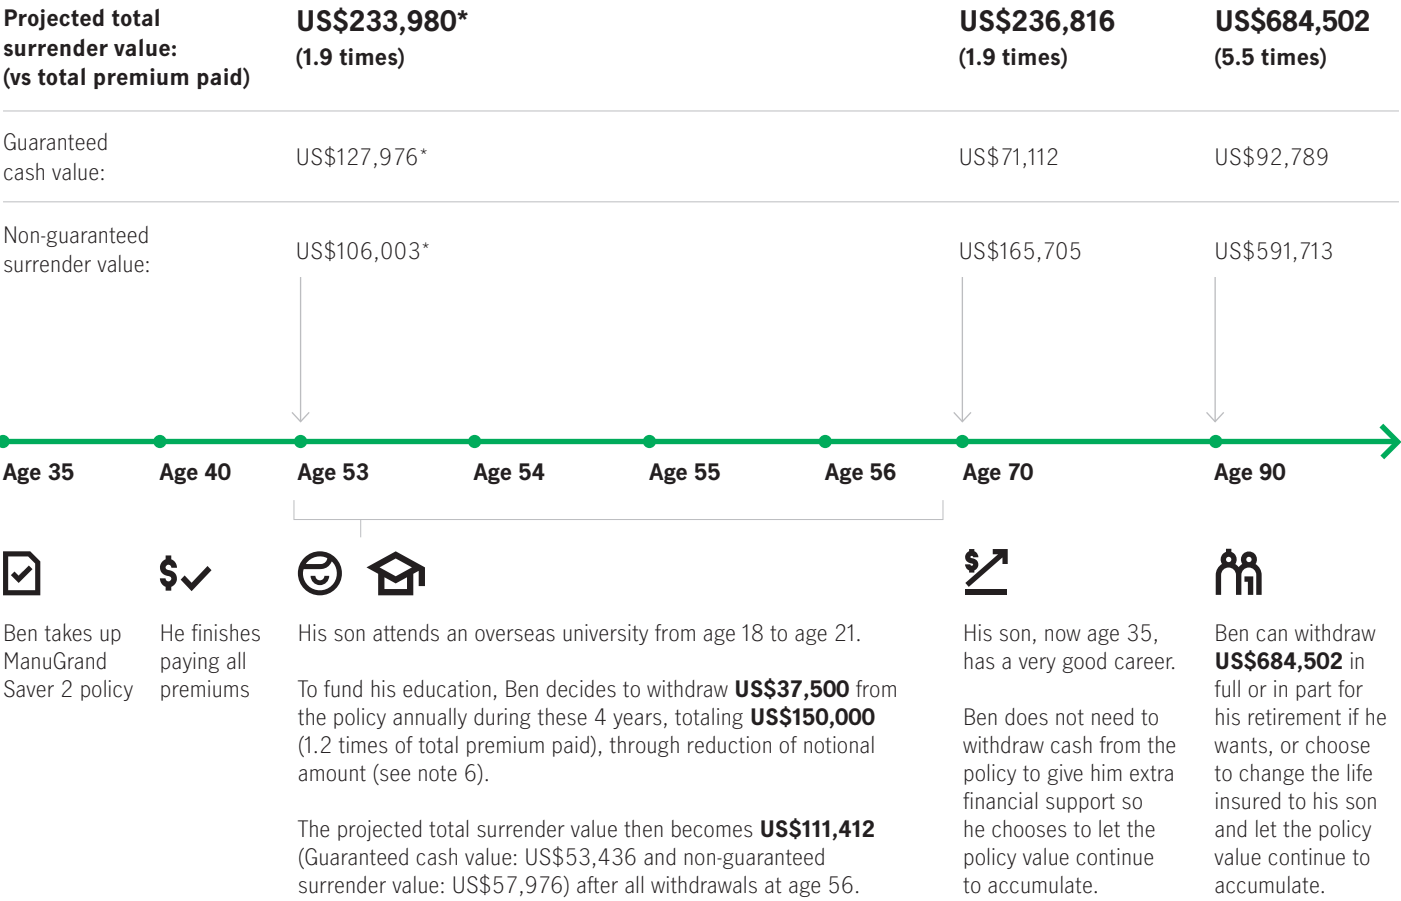 Projected total
surrender value:
(vs total premium paid)
US$233,980*
(1.9 times)
US$236,816
(1.9 times)
US$684,502
(5.5 times)
Guaranteed
cash value:
US$127,976*
US$71,112
US$92,789
Non-guaranteed
surrender value:
US$106,003*
US$165,705
US$591,713
Age 35
Age 40
Age 53
Age 54
Age 55
Age 56
Age 70
Age 90
Ben takes up
ManuGrand
Saver 2 policy
He finishes
paying all
premiums
His son attends an overseas university from age 18 to age 21.
To fund his education, Ben decides to withdraw US$37,500 from
the policy annually during these 4 years, totaling US$150,000
(1.2 times of total premium paid), through reduction of notional
amount (see note 6).
The projected total surrender value then becomes US$111,412
(Guaranteed cash value: US$53,436 and non-guaranteed
surrender value: US$57,976) after all withdrawals at age 56.
His son, now age 35,
has a very good career.
Ben does not need to
withdraw cash from the
policy to give him extra
financial support so
he chooses to let the
policy value continue
to accumulate.
Ben can withdraw
US$684,502 in
full or in part for
his retirement if he
wants, or choose
to change the life
insured to his son
and let the policy
value continue to
accumulate.